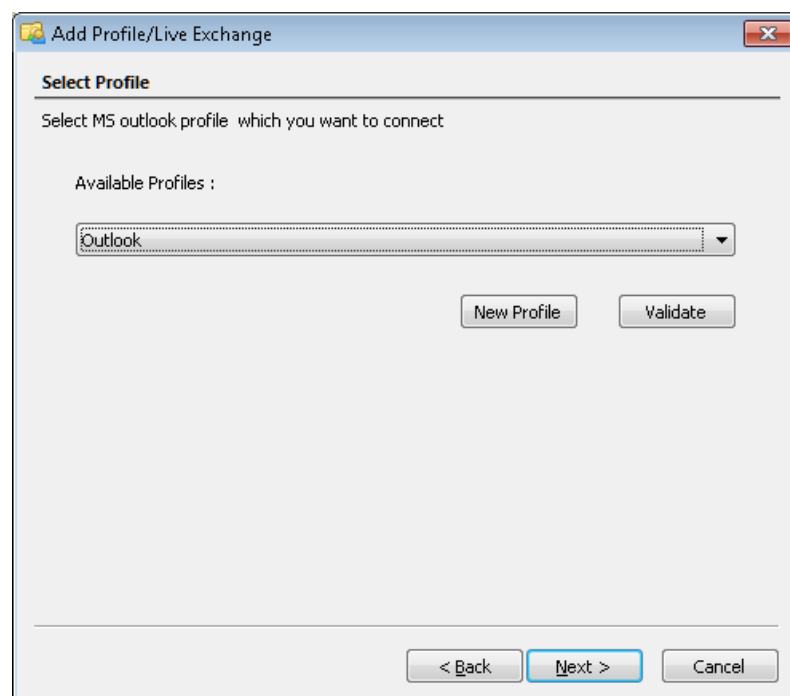 Add Profile/Live Exchange
Select Profile
Select MS outlook profile which you want to connect
Available Profiles :
Outlook
New Profile Validate
< Back Next > Cancel